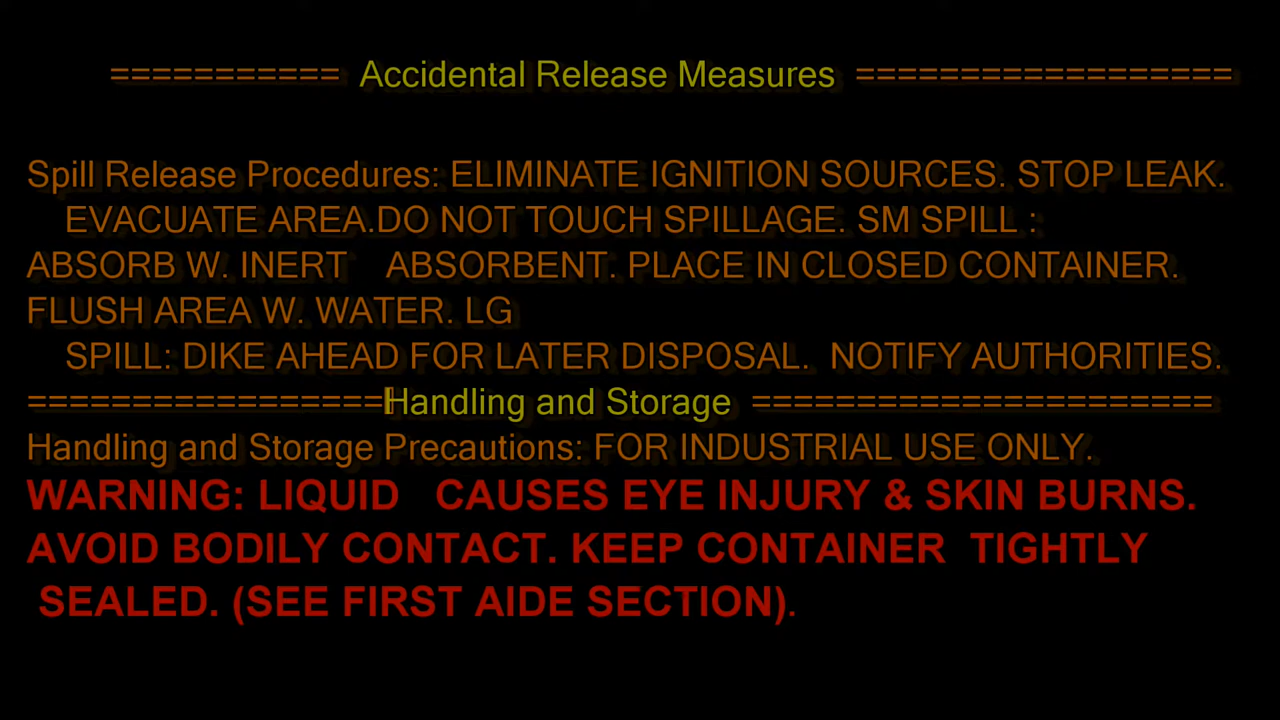 =========== Accidental Release Measures ==================
Spill Release Procedures: ELIMINATE IGNITION SOURCES. STOP LEAK.
EVACUATE AREA.DO NOT TOUCH SPILLAGE. SM SPILL :
ABSORB W. INERT ABSORBENT. PLACE IN CLOSED CONTAINER.
FLUSH AREA W. WATER. LG
SPILL: DIKE AHEAD FOR LATER DISPOSAL. NOTIFY AUTHORITIES.
=================Handling and Storage ======================
Handling and Storage Precautions: FOR INDUSTRIAL USE ONLY.
WARNING: LIQUID CAUSES EYE INJURY & SKIN BURNS.
AVOID BODILY CONTACT. KEEP CONTAINER TIGHTLY
SEALED. (SEE FIRST AIDE SECTION).